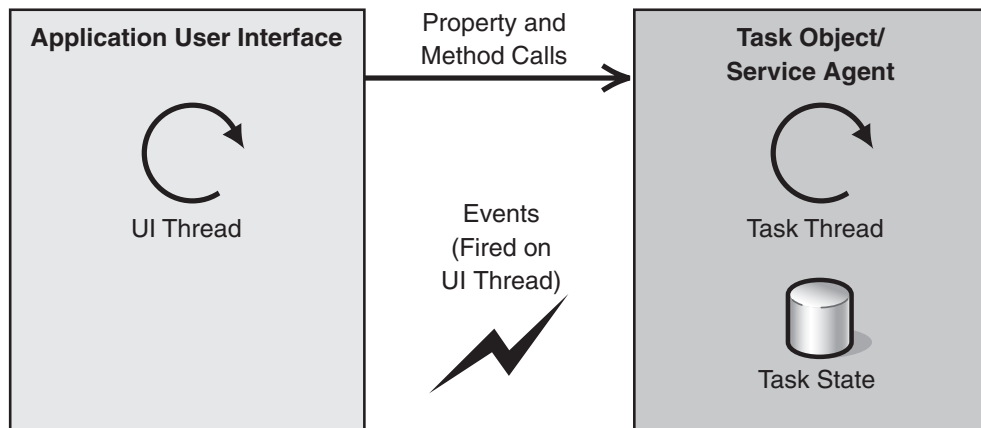 Application User Interface
UI Thread
Property and
Method Calls
Events
(Fired on
UI Thread)
Task Object/
Service Agent
Task Thread
Task State